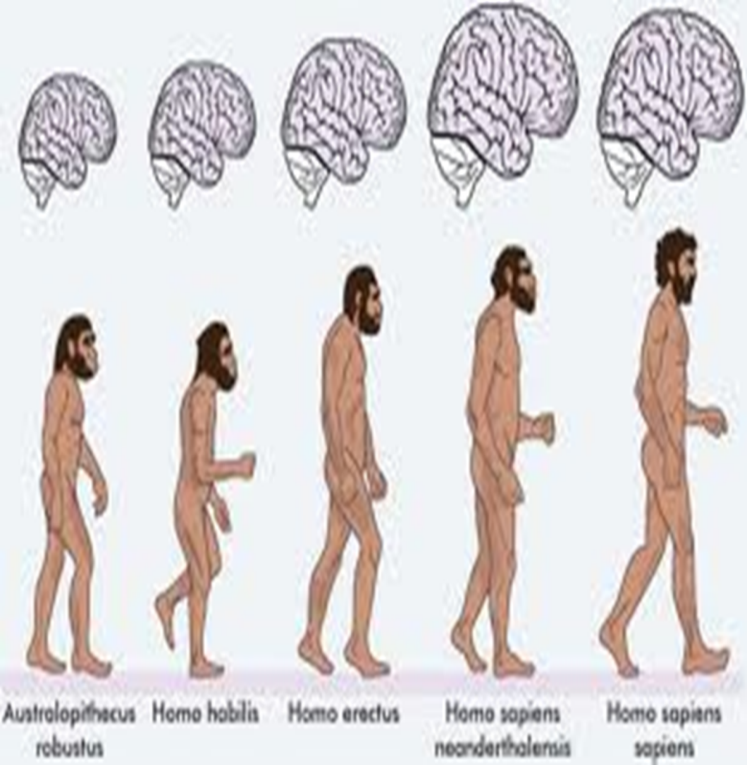 Australopithecus
robustus
Homo habilis
Homo erectus
Homo sapiens
neanderthalensis
Homo sapiens
sapiens